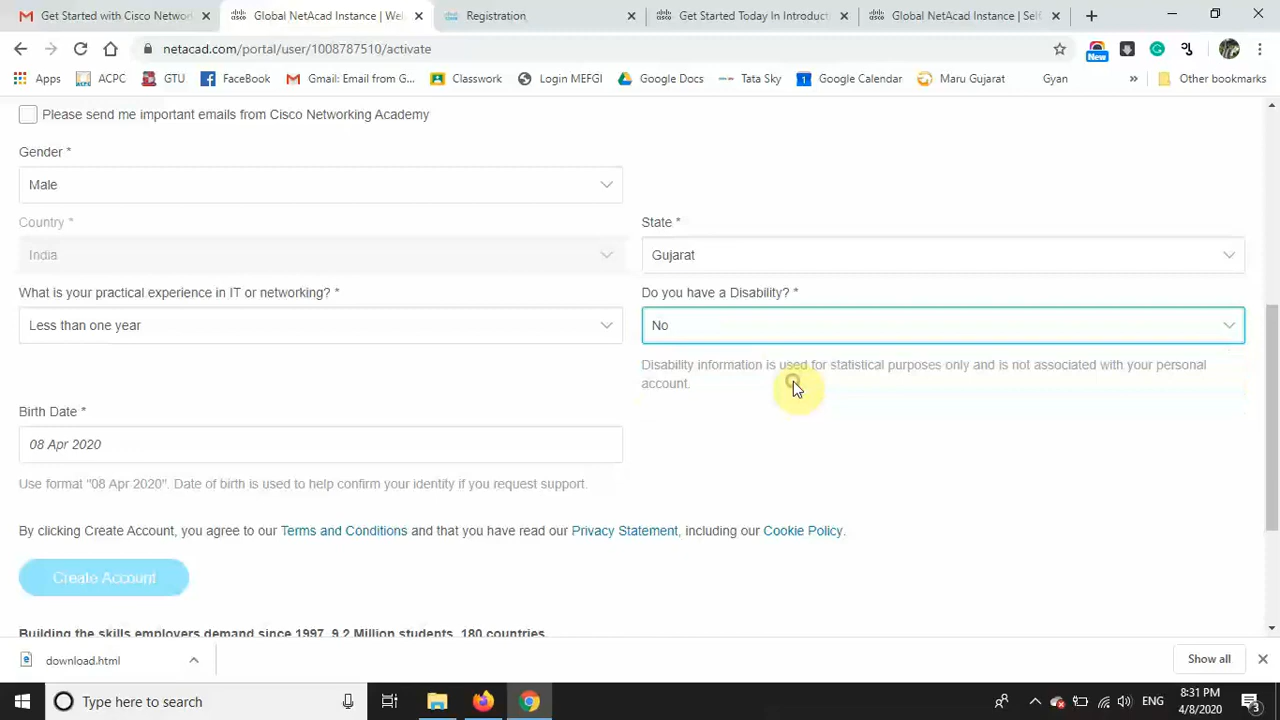 Get Started with Cisco Networ
Global NetAcad Instance | Wel
Registration
Get Started Today In Introduct
Global NetAcad Instance | Self
netacad.com/portal/user/1008787510/activate
New
Apps
ACPC
GTU
FaceBook
Gmail: Email from G...
Classwork
Login MEFGI
Google Docs
Tata Sky
Google Calendar
Maru Gujarat
Gyan
Other bookmarks
Please send me important emails from Cisco Networking Academy
Gender *
Male
Country *
State *
India
Gujarat
What is your practical experience in IT or networking? *
Do you have a Disability? *
Less than one year
No
Disability information is used for statistical purposes only and is not associated with your personal
account.
Birth Date *
08 Apr 2020
Use format "08 Apr 2020". Date of birth is used to help confirm your identity if you request support.
By clicking Create Account, you agree to our Terms and Conditions and that you have read our Privacy Statement, including our Cookie Policy.
Create Account
Building the skills employers demand since 1997. 9.2 Million students. 180 countries.
download.html
Show all
Type here to search
ENG
8:31 PM
4/8/2020
3